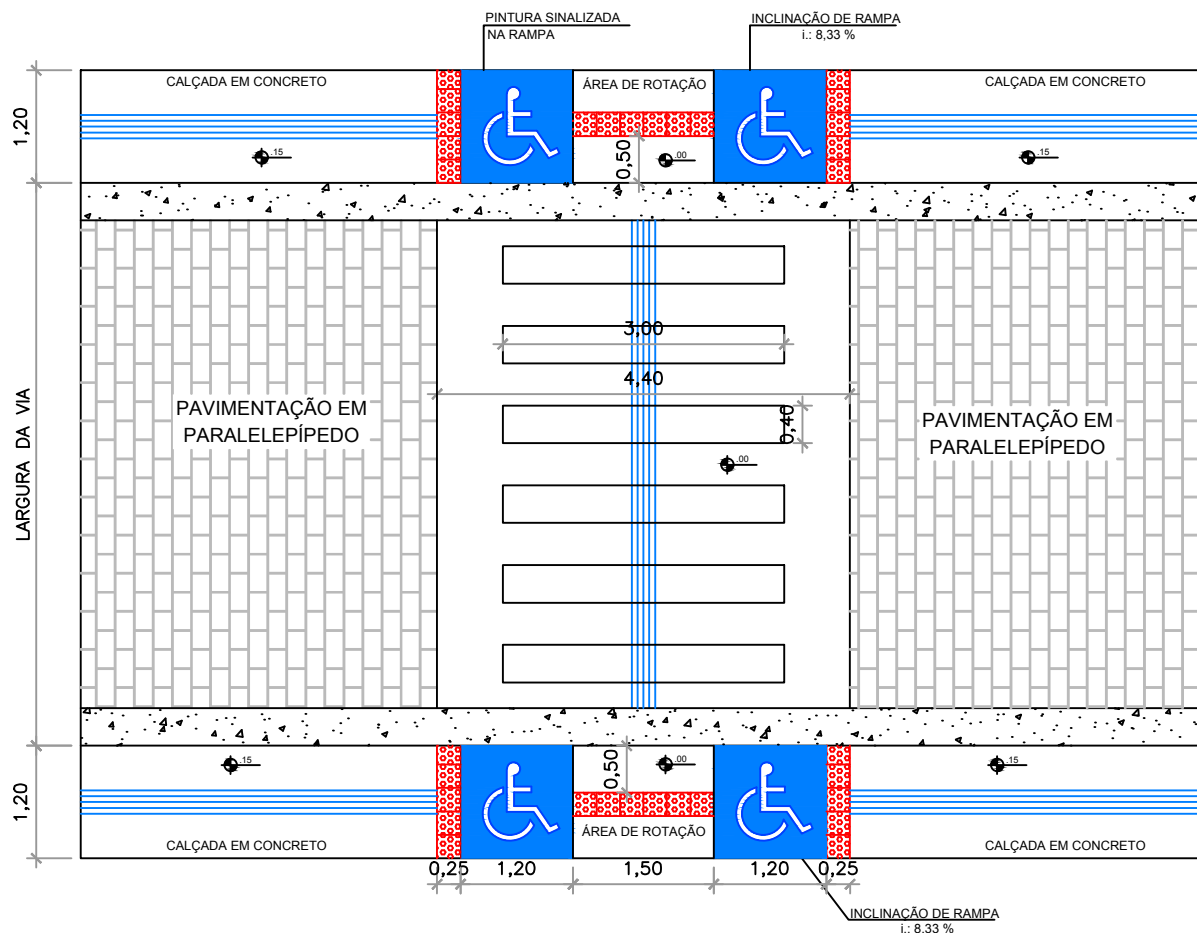 PINTURA SINALIZADA
NA RAMPA
INCLINAÇÃO DE RAMPA
i.: 8,33 %
CALÇADA EM CONCRETO
ÁREA DE ROTAÇÃO
CALÇADA EM CONCRETO
1,20
.15
0,50
.00
.15
3,00
4,40
0,40
LARGURA DA VIA
PAVIMENTAÇÃO EM
PARALELEPÍPEDO
PAVIMENTAÇÃO EM
PARALELEPÍPEDO
.00
1,20
.15
0,50
.00
.15
CALÇADA EM CONCRETO
ÁREA DE ROTAÇÃO
CALÇADA EM CONCRETO
0,25
1,20
1,50
1,20
0,25
INCLINAÇÃO DE RAMPA
i.: 8,33 %